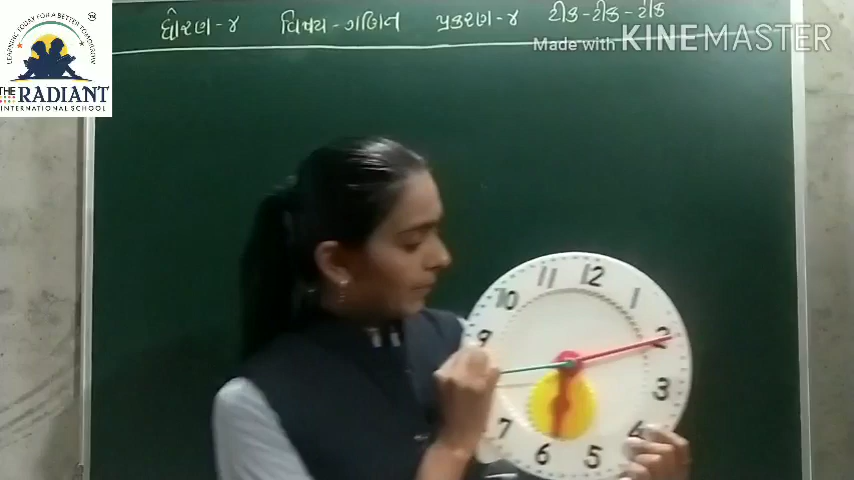 ધોરણ-૪ વિષય-ગણિત પ્રકરણ-૪ ટીક-ટીક-ટીક
Made with KINEMASTER
LEARNING TODAY FOR A BETTER TOMORROW
THE RADIANT
INTERNATIONAL SCHOOL
12
11 1
10 2
9 3
4
7 5
6